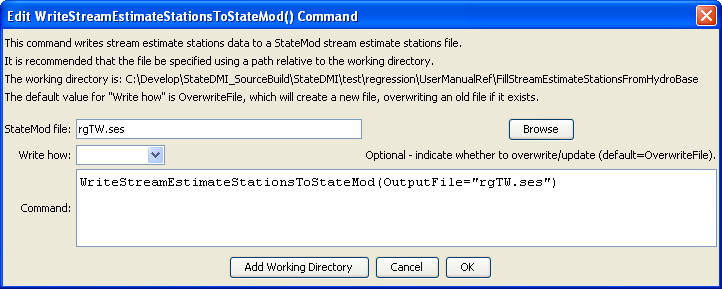 Edit WriteStreamEstimateStationsToStateMod() Command
This command writes stream estimate stations data to a StateMod stream estimate stations file.
It is recommended that the file be specified using a path relative to the working directory.
The working directory is: C:\Develop\StateDMI_SourceBuild\StateDMI\test\regression\UserManualRef\FillStreamEstimateStationsFromHydroBase
The default value for "Write how" is OverwriteFile, which will create a new file, overwriting an old file if it exists.
StateMod file: rgTW.ses Browse
Write how: Optional - indicate whether to overwrite/update (default=OverwriteFile).
WriteStreamEstimateStationsToStateMod(OutputFile="rgTW.ses")
Command:
Add Working Directory Cancel OK